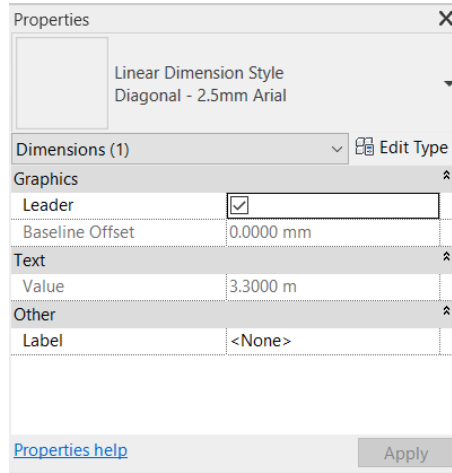 Properties
Linear Dimension Style
Diagonal - 2.5mm Arial
Dimensions (1) Edit Type
Graphics
Leader
Baseline Offset 0.0000 mm
Text
Value 3.3000 m
Other
Label <None>
Properties help Apply